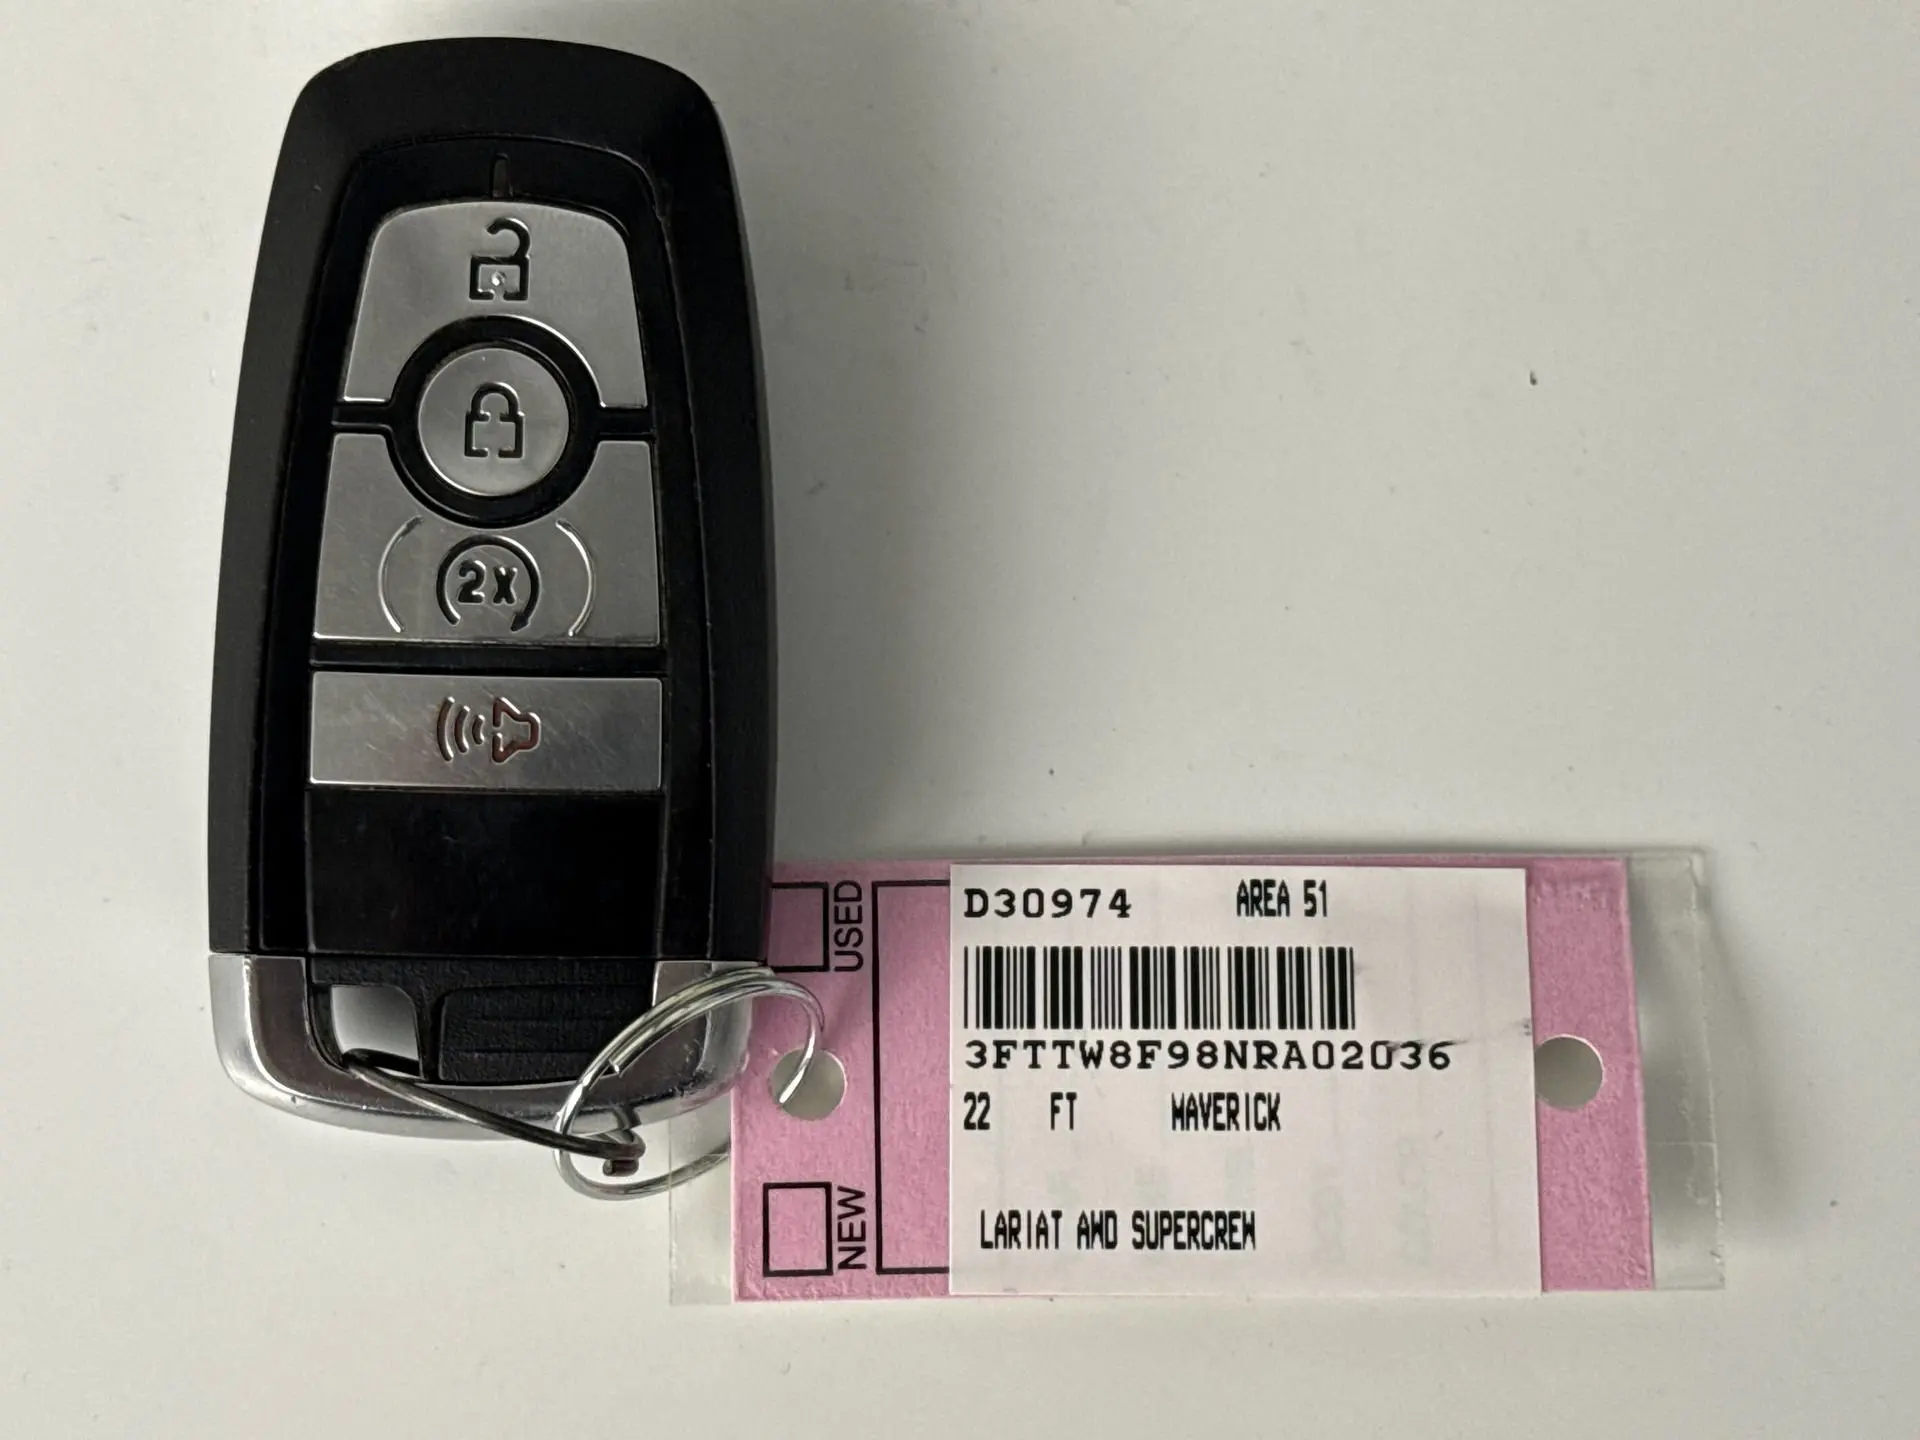 2X
USED
NEW
D30974 AREA 51
3FTTW8F98NRA02036
22 FT MAVERICK
LARIAT AWD SUPERCREW